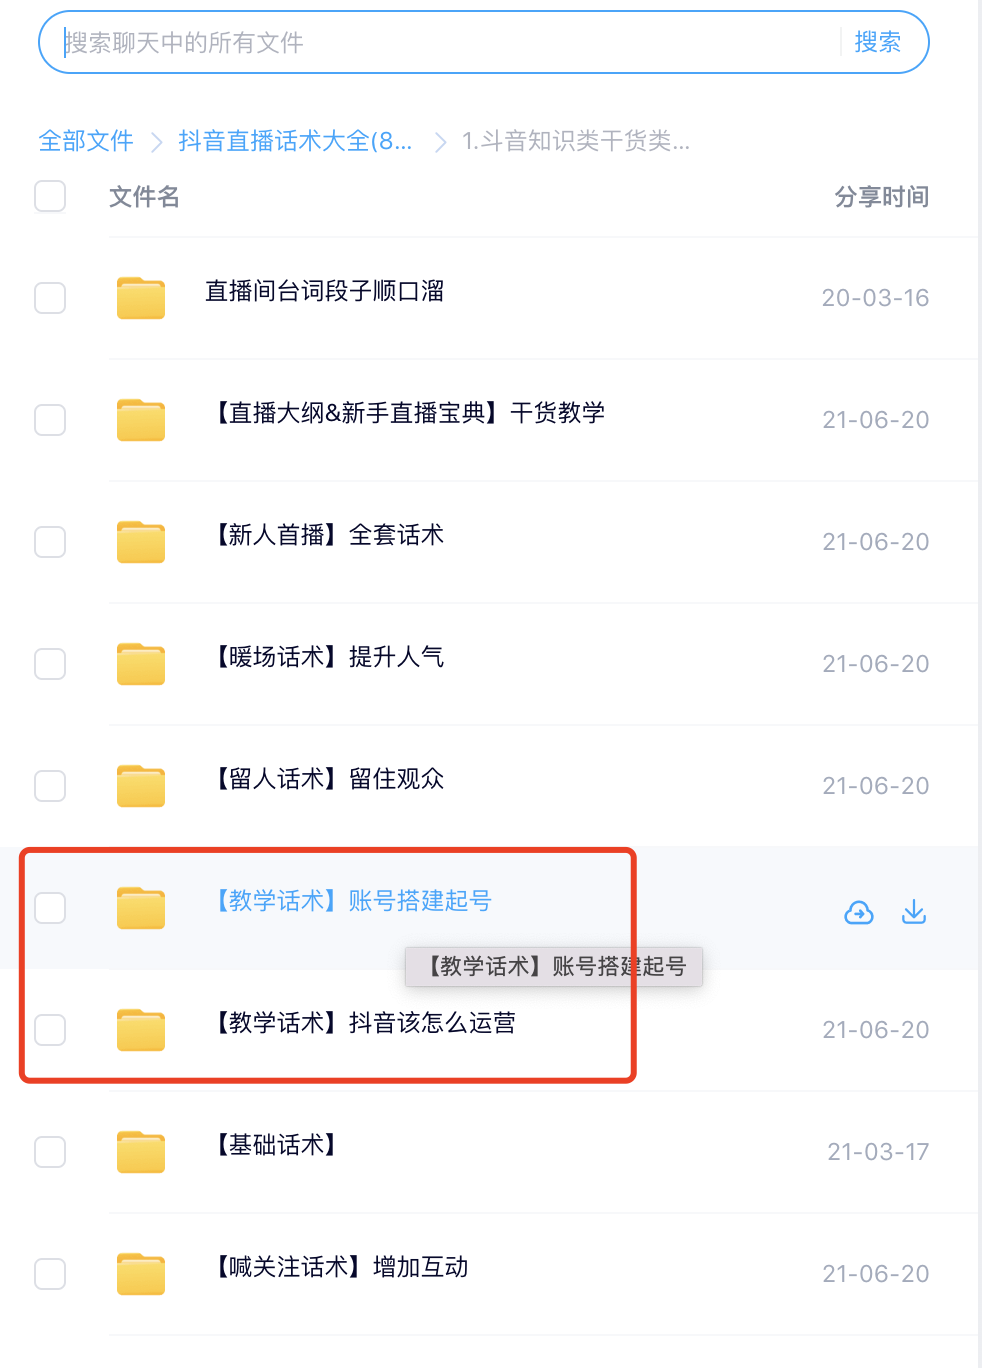 搜索聊天中的所有文件 搜索
全部文件 > 抖音直播话术大全(8... > 1.斗音知识类干货类...
文件名 分享时间
直播间台词段子顺口溜 20-03-16
【直播大纲&新手直播宝典】干货教学 21-06-20
【新人首播】全套话术 21-06-20
【暖场话术】提升人气 21-06-20
【留人话术】留住观众 21-06-20
【教学话术】账号搭建起号
【教学话术】账号搭建起号
【教学话术】抖音该怎么运营 21-06-20
【基础话术】 21-03-17
【喊关注话术】增加互动 21-06-20